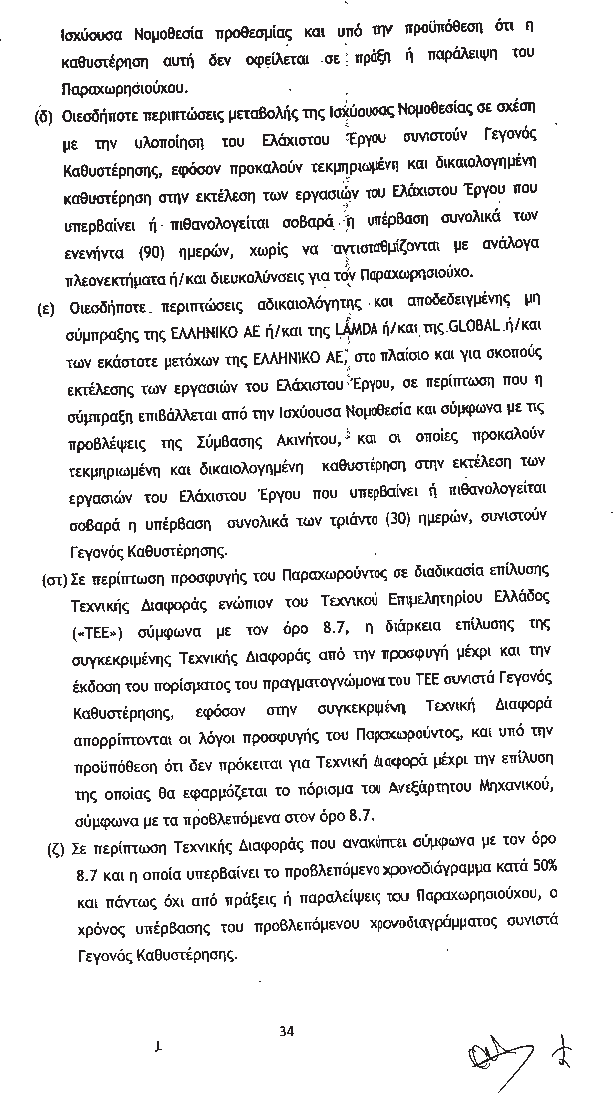 Ισχύουσα Νομοθεσία προθεσμίας και υπό την προϋπόθεση ότι η
καθυστέρηση αυτή δεν οφείλεται σε πράξη ή παράλειψη του
Παραχωρησιούχου.
(δ) Οιεσδήποτε περιπτώσεις μεταβολής της Ισχύουσας Νομοθεσίας σε σχέση
με την υλοποίηση του Ελάχιστου Έργου συνιστούν Γεγονός
Καθυστέρησης, εφόσον προκαλούν τεκμηριωμένη και δικαιολογημένη
καθυστέρηση στην εκτέλεση των εργασιών του Ελάχιστου Έργου που
υπερβαίνει ή πιθανολογείται σοβαρά η υπέρβαση συνολικά των
ενενήντα (90) ημερών, χωρίς να αντισταθμίζονται με ανάλογα
πλεονεκτήματα ή/και διευκολύνσεις για τον Παραχωρησιούχο.
(ε) Οιεσδήποτε περιπτώσεις αδικαιολόγητης και αποδεδειγμένης μη
σύμπραξης της ΕΛΛΗΝΙΚΟ ΑΕ ή/και της LAMDA ή/και της GLOBAL ή/και
των εκάστοτε μετόχων της ΕΛΛΗΝΙΚΟ ΑΕ, στο πλαίσιο και για σκοπούς
εκτέλεσης των εργασιών του Ελάχιστου Έργου, σε περίπτωση που η
σύμπραξη επιβάλλεται από την Ισχύουσα Νομοθεσία και σύμφωνα με τις
προβλέψεις της Σύμβασης Ακινήτου, και οι οποίες προκαλούν
τεκμηριωμένη και δικαιολογημένη καθυστέρηση στην εκτέλεση των
εργασιών του Ελάχιστου Έργου που υπερβαίνει ή πιθανολογείται
σοβαρά η υπέρβαση συνολικά των τριάντα (30) ημερών, συνιστούν
Γεγονός Καθυστέρησης.
(στ) Σε περίπτωση προσφυγής του Παραχωρούντος σε διαδικασία επίλυσης
Τεχνικής Διαφοράς ενώπιον του Τεχνικού Επιμελητηρίου Ελλάδος
(«ΤΕΕ») σύμφωνα με τον όρο 8.7, η διάρκεια επίλυσης της
συγκεκριμένης Τεχνικής Διαφοράς από την προσφυγή μέχρι και την
έκδοση του πορίσματος του πραγματογνώμονα του ΤΕΕ συνιστά Γεγονός
Καθυστέρησης, εφόσον στην συγκεκριμένη Τεχνική Διαφορά
απορρίπτονται οι λόγοι προσφυγής του Παραχωρούντος, και υπό την
προϋπόθεση ότι δεν πρόκειται για Τεχνική Διαφορά μέχρι την επίλυση
της οποίας θα εφαρμόζεται το πόρισμα του Ανεξάρτητου Μηχανικού,
σύμφωνα με τα προβλεπόμενα στον όρο 8.7.
(ζ) Σε περίπτωση Τεχνικής Διαφοράς που ανακύπτει σύμφωνα με τον όρο
8.7 και η οποία υπερβαίνει το προβλεπόμενο χρονοδιάγραμμα κατά 50%
και πάντως όχι από πράξεις ή παραλείψεις του Παραχωρησιούχου, ο
χρόνος υπέρβασης του προβλεπόμενου χρονοδιαγράμματος συνιστά
Γεγονός Καθυστέρησης.
34